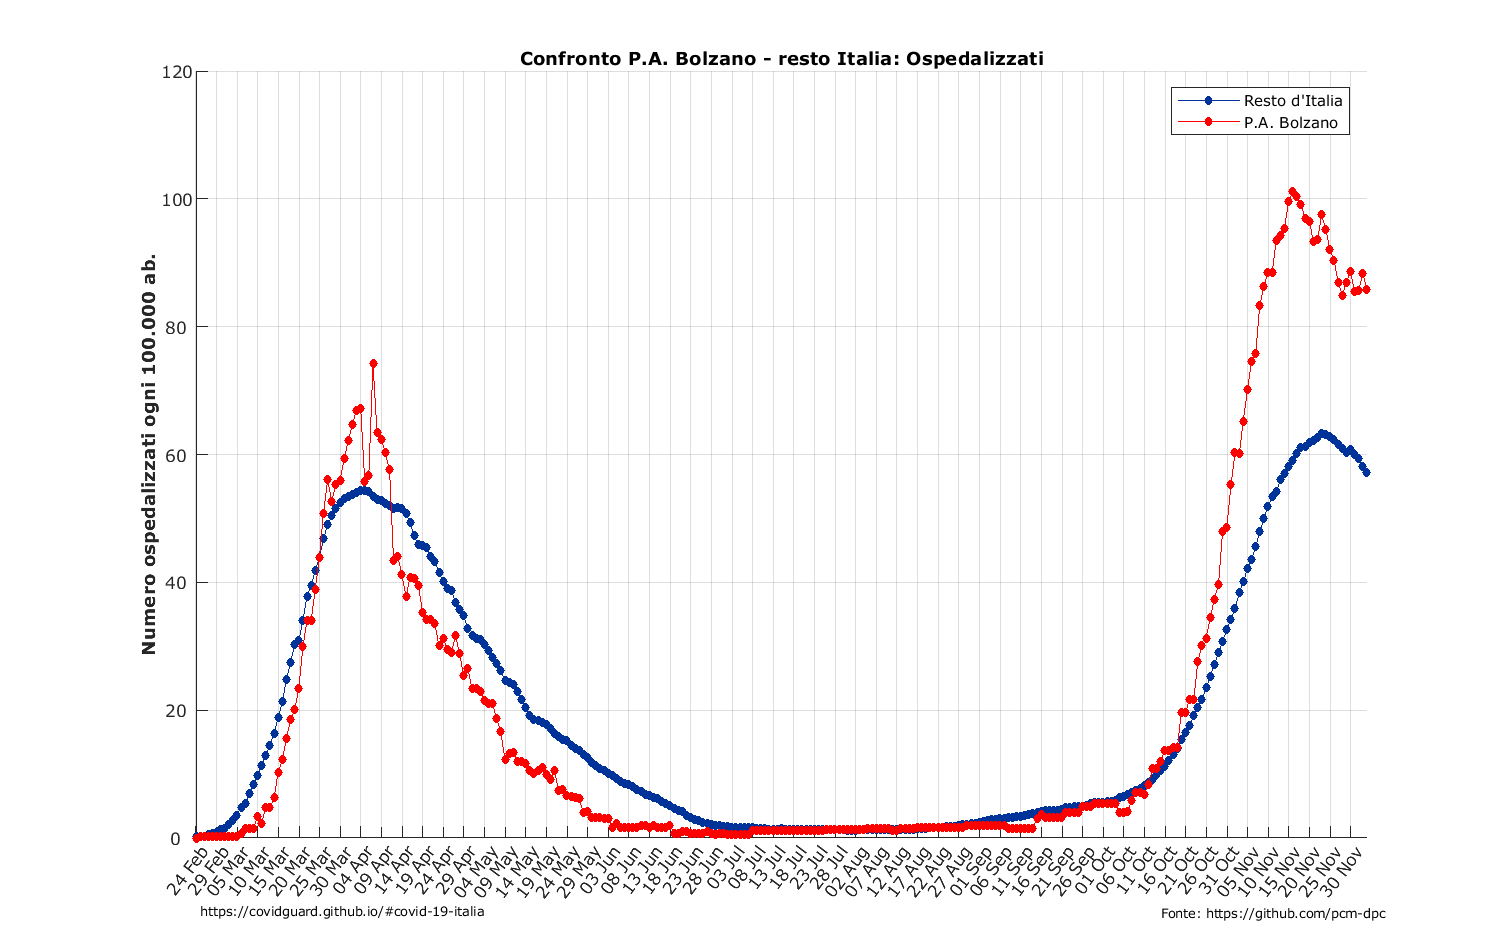 Confronto P.A. Bolzano - resto Italia: Ospedalizzati
120
100
80
60
40
20
0
Numero ospedalizzati ogni 100.000 ab.
Resto d'Italia
P.A. Bolzano
24 Feb
29 Feb
05 Mar
10 Mar
15 Mar
20 Mar
25 Mar
30 Mar
04 Apr
09 Apr
14 Apr
19 Apr
24 Apr
29 Apr
04 May
09 May
14 May
19 May
24 May
29 May
03 Jun
08 Jun
13 Jun
18 Jun
23 Jun
28 Jun
03 Jul
08 Jul
13 Jul
18 Jul
23 Jul
28 Jul
02 Aug
07 Aug
12 Aug
17 Aug
22 Aug
27 Aug
01 Sep
06 Sep
11 Sep
16 Sep
21 Sep
26 Sep
01 Oct
06 Oct
11 Oct
16 Oct
21 Oct
26 Oct
31 Oct
05 Nov
10 Nov
15 Nov
20 Nov
25 Nov
30 Nov
https://covidguard.github.io/#covid-19-italia
Fonte: https://github.com/pcm-dpc